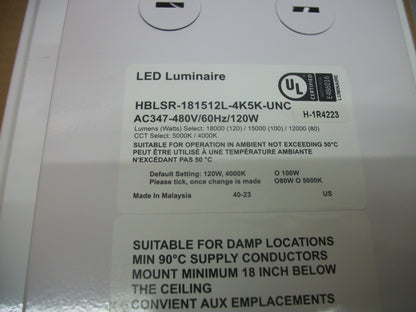 LED Luminaire
HBLSR-181512L-4K5K-UNC
AC347-480V/60Hz/120W
Lumens (Watts) Select: 18000 (120) / 15000 (100) / 12000 (80)
CCT Select: 5000K / 4000K
SUITABLE FOR OPERATION IN AMBIENT NOT EXCEEDING 50°C
PEUT ÊTRE UTILISÉ À UNE TEMPÉRATURE AMBIANTE
N'EXCÉDANT PAS 50 °C
Default Setting: 120W, 4000K O 100W
Please tick, once change is made O80W O 5000K
Made In Malaysia 40-23 US
UL
CERTIFIED
E486016
H-1R4223
SUITABLE FOR DAMP LOCATIONS
MIN 90°C SUPPLY CONDUCTORS
MOUNT MINIMUM 18 INCH BELOW
THE CEILING
CONVIENT AUX EMPLACEMENTS